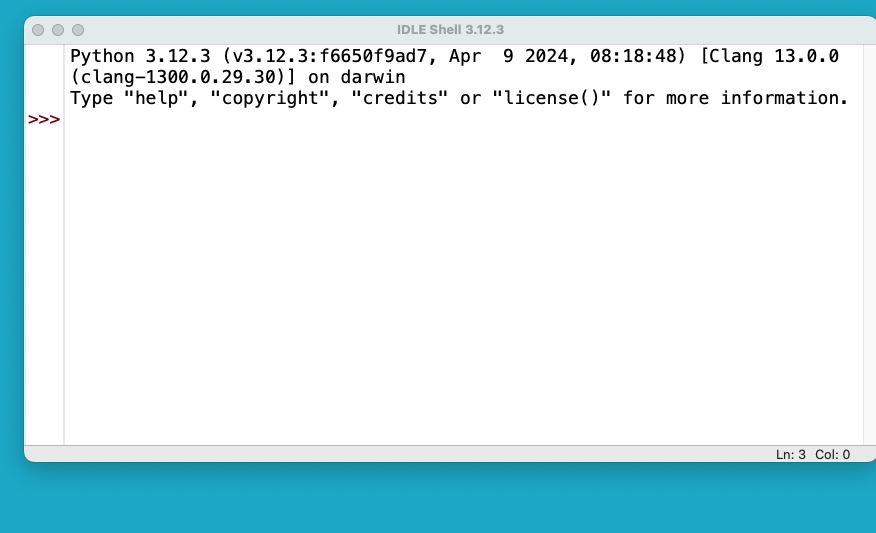 IDLE Shell 3.12.3
Python 3.12.3 (v3.12.3:f6650f9ad7, Apr  9 2024, 08:18:48) [Clang 13.0.0
(clang-1300.0.29.30)] on darwin
Type "help", "copyright", "credits" or "license()" for more information.
>>>
Ln: 3  Col: 0